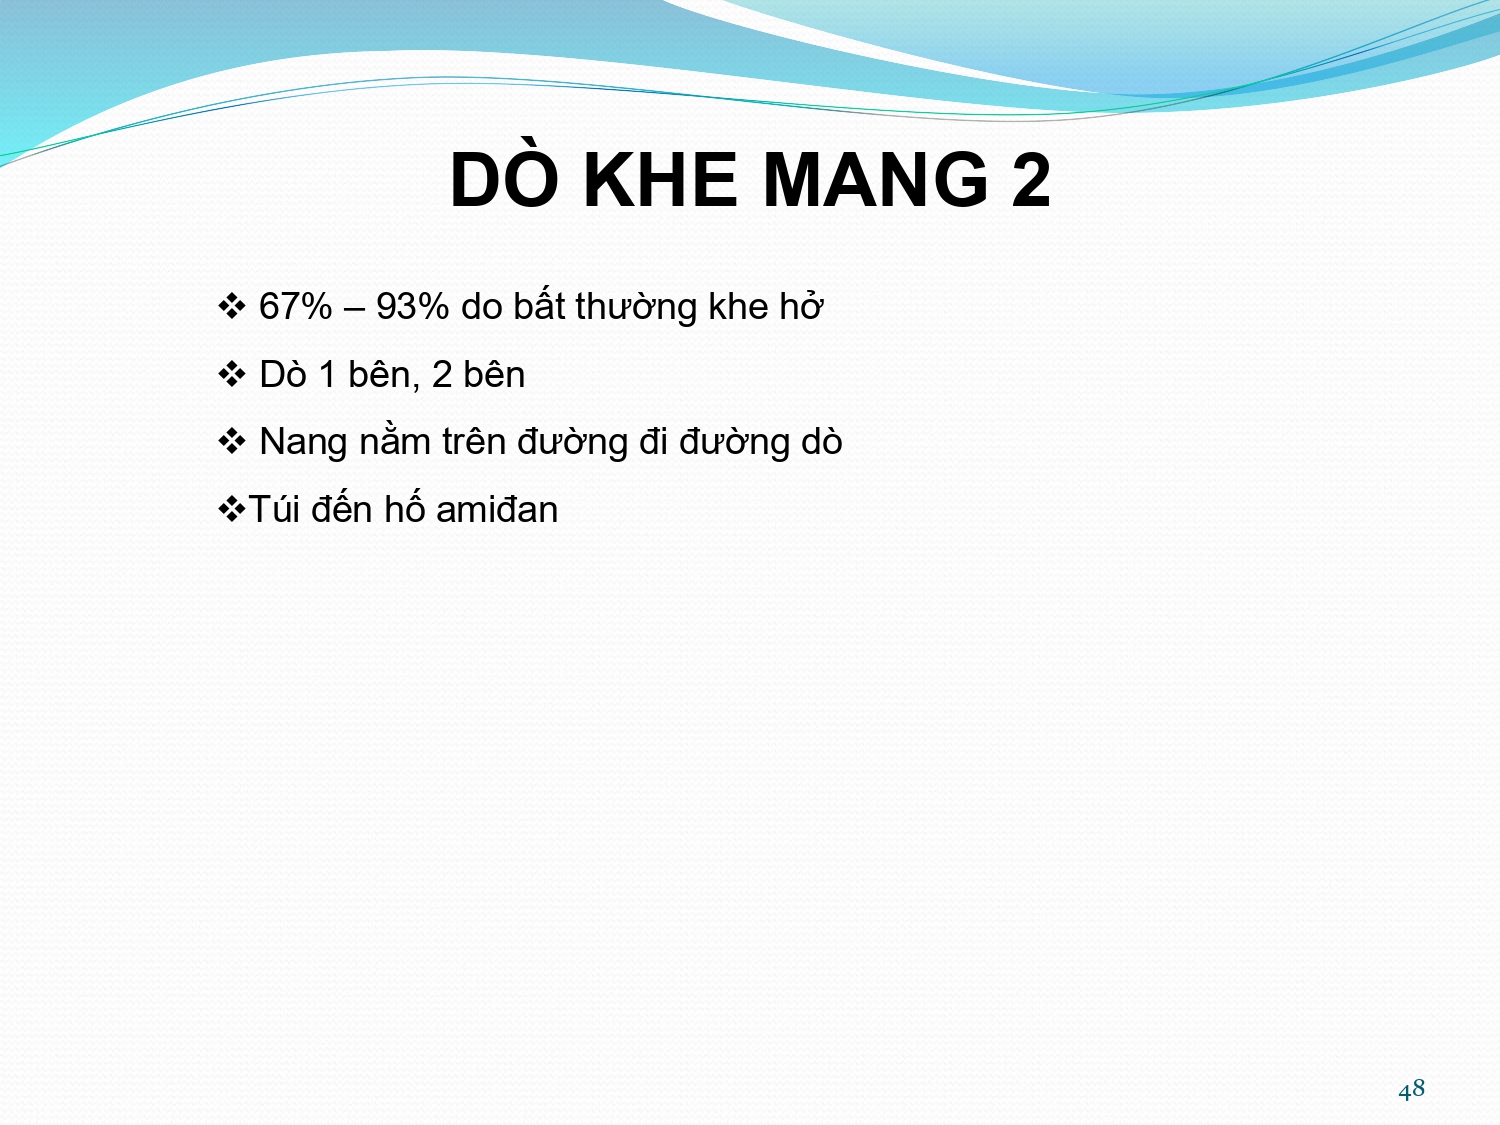 DÒ KHE MANG 2
❖ 67% – 93% do bất thường khe hở
❖ Dò 1 bên, 2 bên
❖ Nang nằm trên đường đi đường dò
❖Túi đến hố amiđan
48